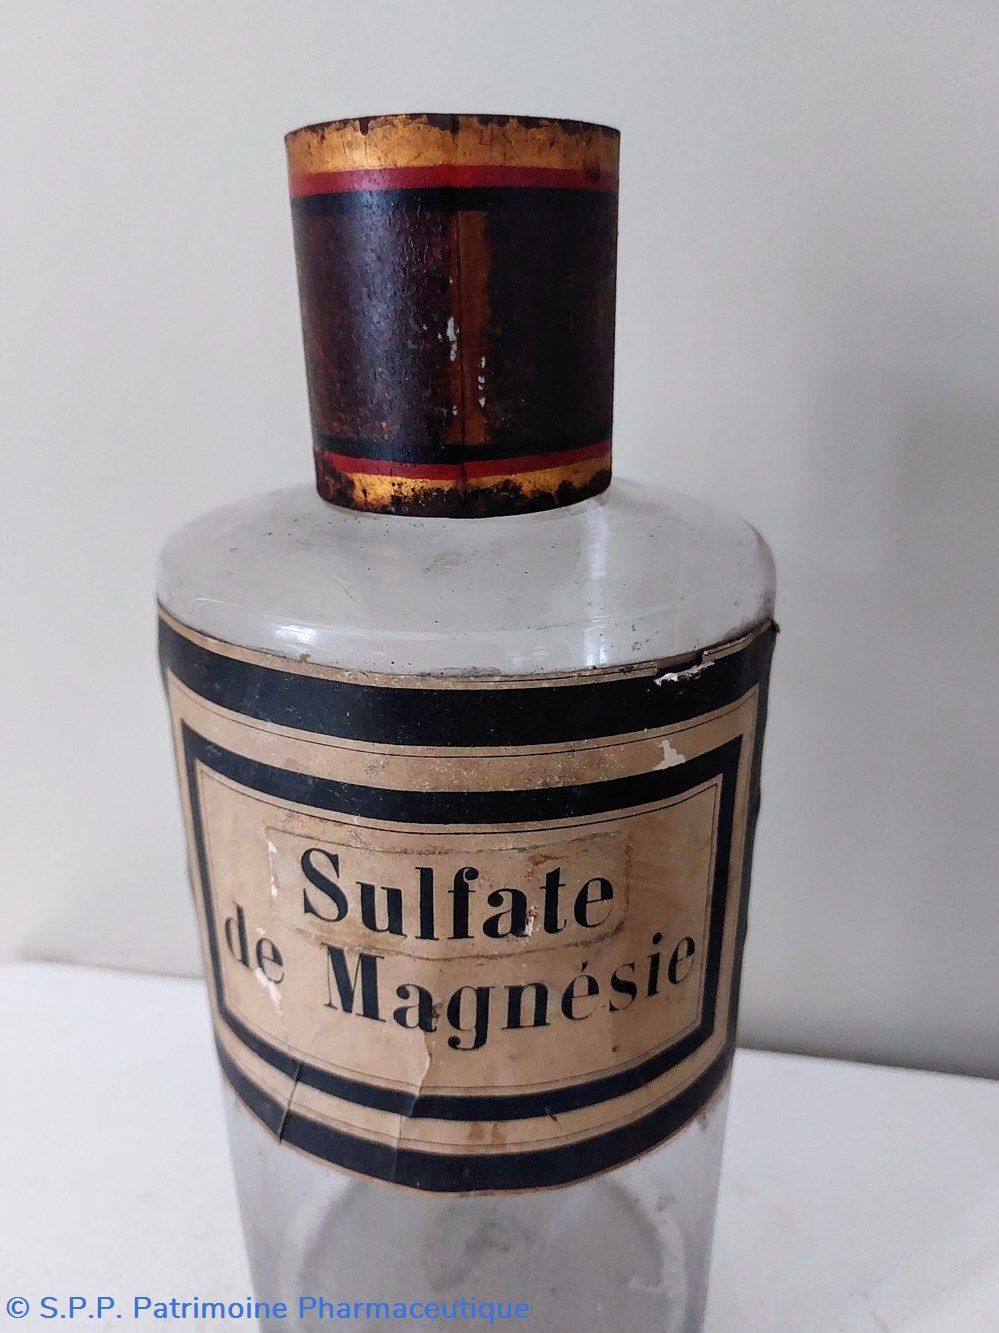 Sulfate
de Magnésie
© S.P.P. Patrimoine Pharmaceutique